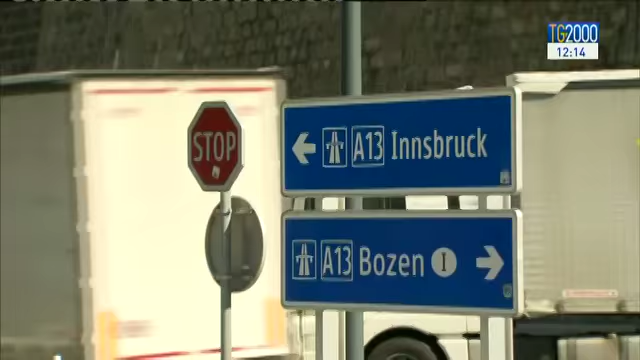 TG2000
12:14
STOP
A13 Innsbruck
A13 Bozen I